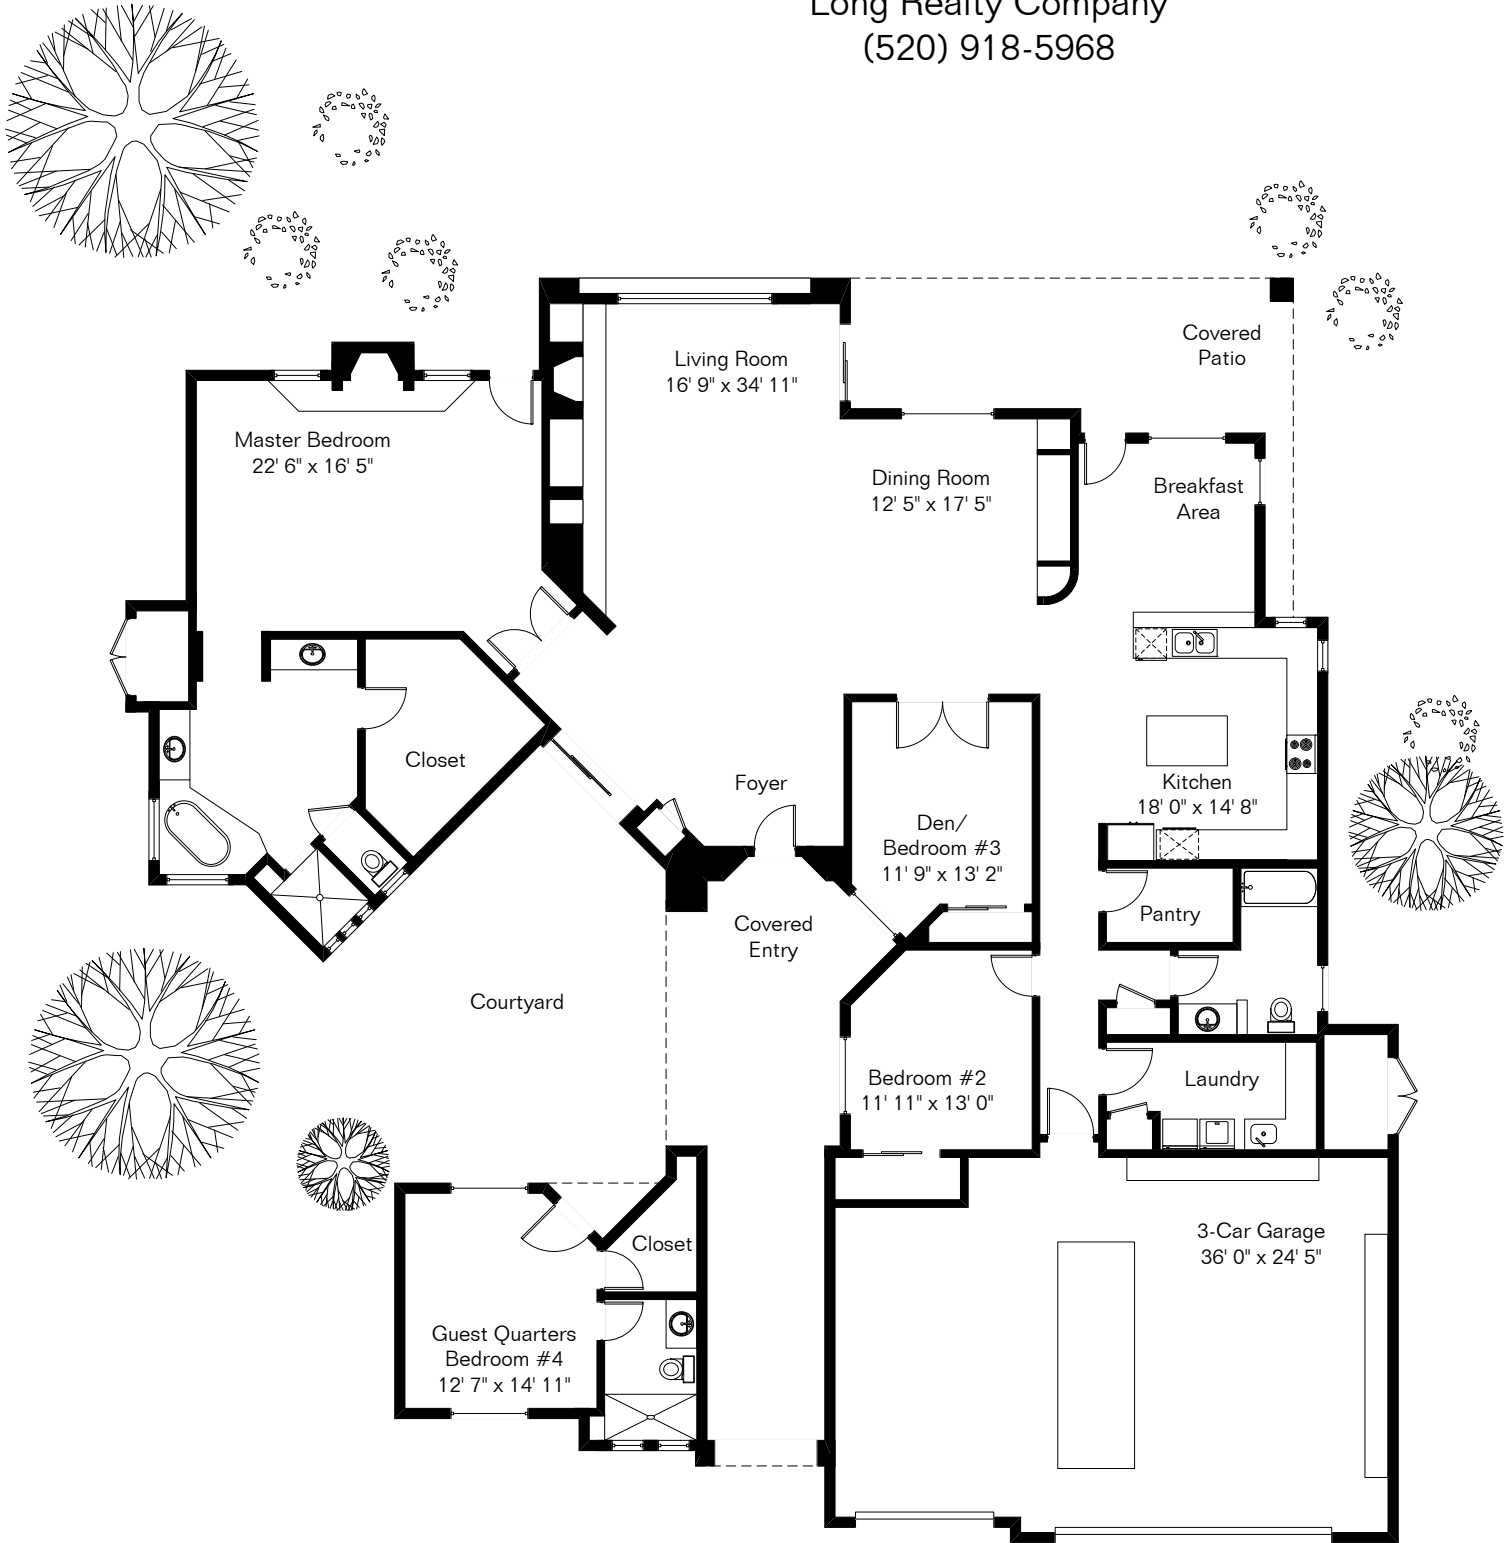 Long Realty Company
(520) 918-5968
Covered
Patio
Living Room
16' 9" x 34' 11"
Master Bedroom
22' 6" x 16' 5"
Dining Room
12' 5" x 17' 5"
Breakfast
Area
Closet
Foyer
Kitchen
18' 0" x 14' 8"
Den/
Bedroom #3
11' 9" x 13' 2"
Pantry
Covered
Entry
Courtyard
Bedroom #2
11' 11" x 13' 0"
Laundry
3-Car Garage
36' 0" x 24' 5"
Closet
Guest Quarters
Bedroom #4
12' 7" x 14' 11"